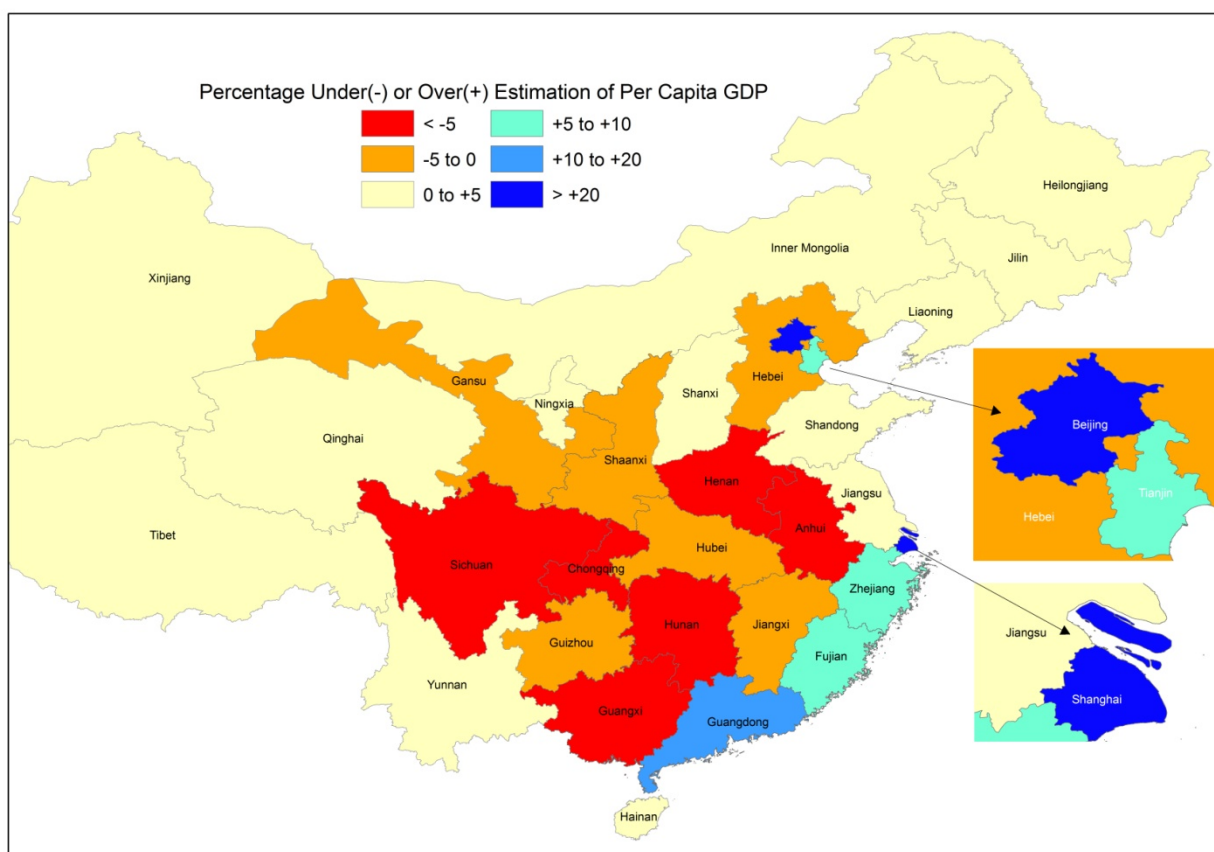 Percentage Under(-) or Over(+) Estimation of Per Capita GDP
< -5
+5 to +10
-5 to 0
+10 to +20
0 to +5
> +20
Heilongjiang
Inner Mongolia
Jilin
Xinjiang
Liaoning
Gansu
Hebei
Shanxi
Ningxia
Shandong
Qinghai
Shaanxi
Henan
Jiangsu
Anhui
Tibet
Hubei
Sichuan
Chongqing
Zhejiang
Hunan
Jiangxi
Guizhou
Fujian
Yunnan
Guangxi
Guangdong
Hainan
Beijing
Tianjin
Hebei
Jiangsu
Shanghai